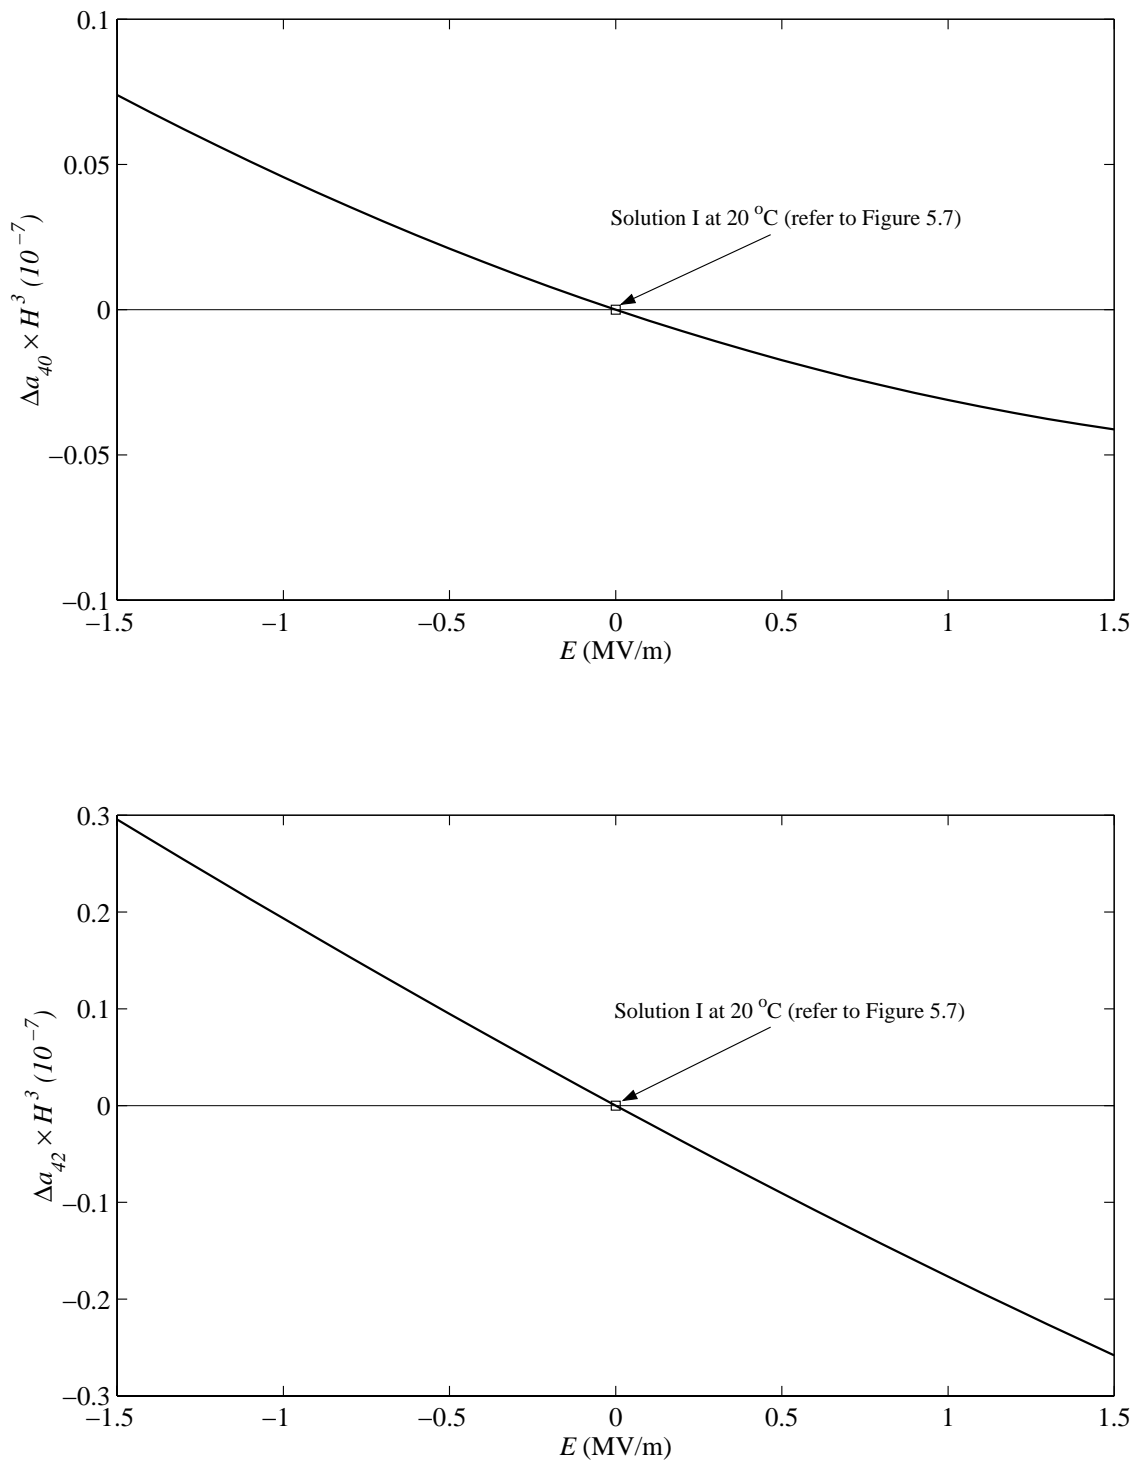 0.1
0.05
0
−0.05
−0.1
Δa40 × H^3 (10^−7)
Solution I at 20 °C (refer to Figure 5.7)
−1.5 −1 −0.5 0 0.5 1 1.5
E (MV/m)
0.3
0.2
0.1
0
−0.1
−0.2
−0.3
Δa42 × H^3 (10^−7)
Solution I at 20 °C (refer to Figure 5.7)
−1.5 −1 −0.5 0 0.5 1 1.5
E (MV/m)